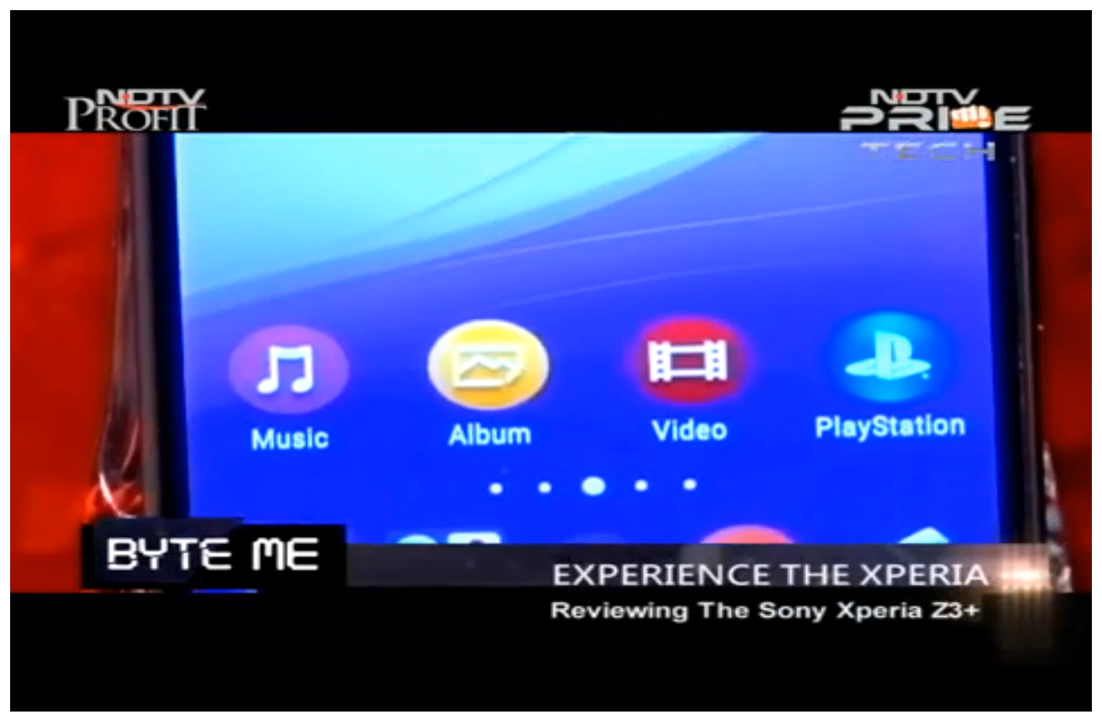 NDTV
PROFIT
NDTV
PRIME
TECH
Music
Album
Video
PlayStation
BYTE ME
EXPERIENCE THE XPERIA
Reviewing The Sony Xperia Z3+